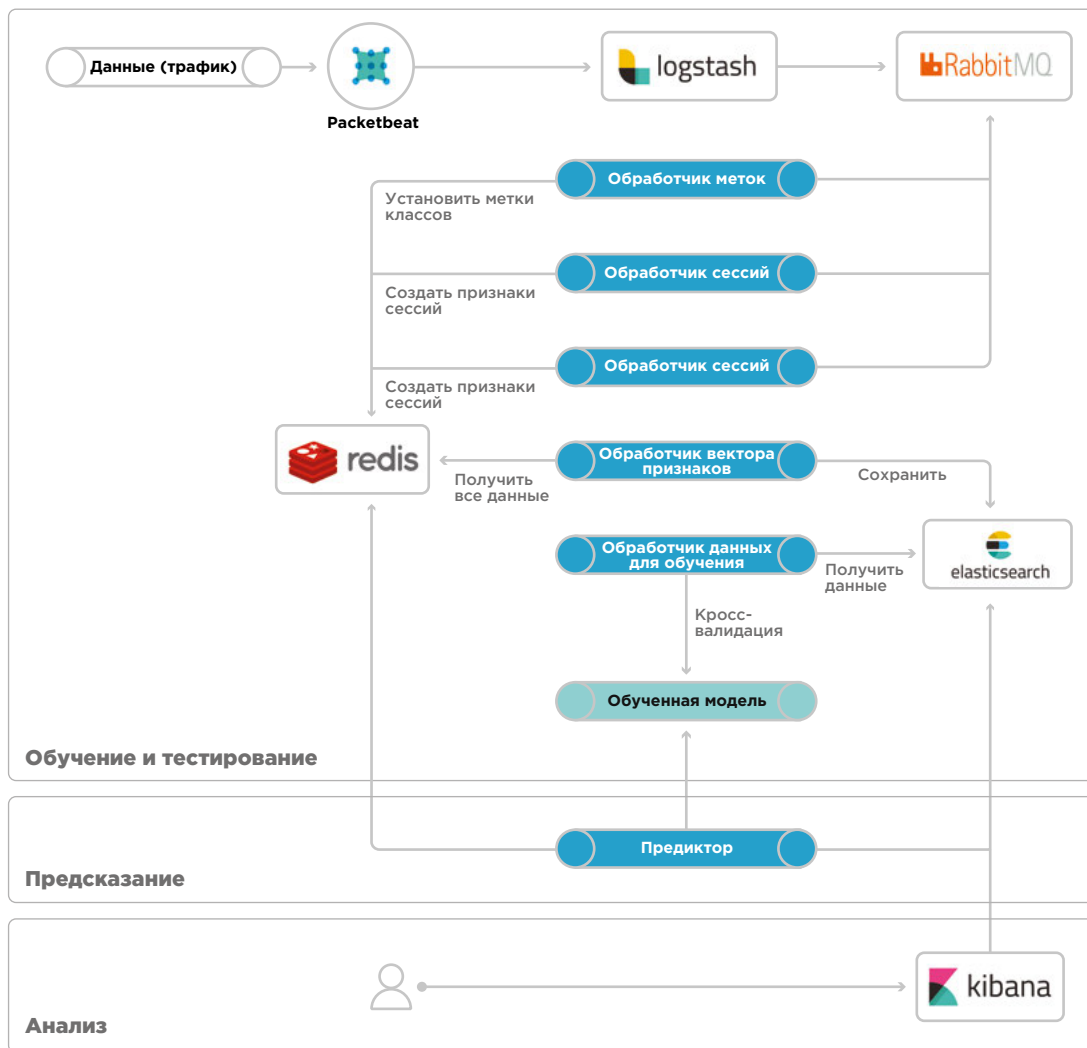 Данные (трафик)
Packetbeat
logstash
RabbitMQ
Обработчик меток
Установить метки
классов
Обработчик сессий
Создать признаки
сессий
Обработчик сессий
Создать признаки
сессий
redis
Обработчик вектора
признаков
Получить
все данные
Сохранить
Обработчик данных
для обучения
Получить
данные
elasticsearch
Кросс-
валидация
Обученная модель
Обучение и тестирование
Предиктор
Предсказание
kibana
Анализ